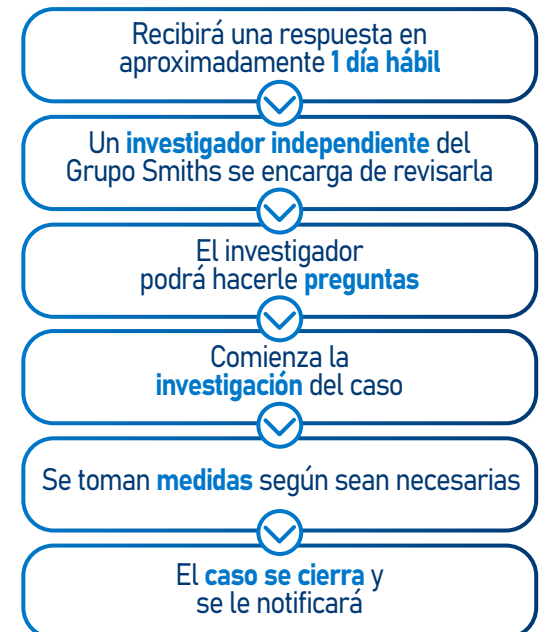 Recibirá una respuesta en
aproximadamente 1 día hábil
Un investigador independiente del
Grupo Smiths se encarga de revisarla
El investigador
podrá hacerle preguntas
Comienza la
investigación del caso
Se toman medidas según sean necesarias
El caso se cierra y
se le notificará